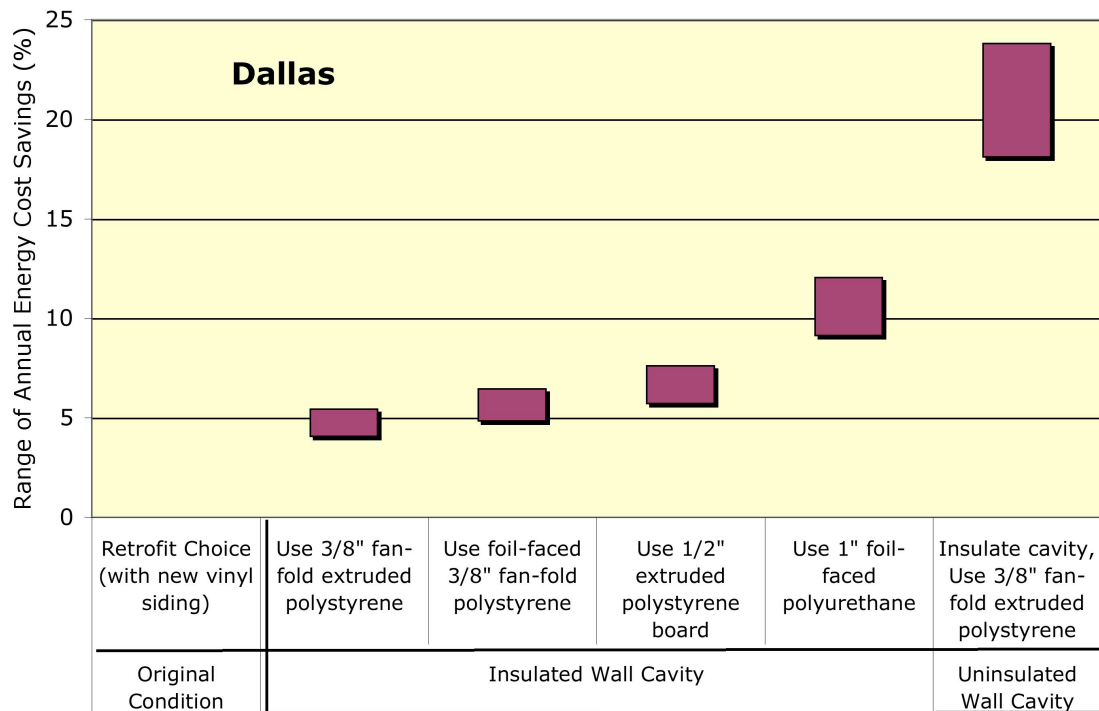 Range of Annual Energy Cost Savings (%)
25
20
15
10
5
0
Dallas
Retrofit Choice
(with new vinyl
siding)
Use 3/8" fan-
fold extruded
polystyrene
Use foil-faced
3/8" fan-fold
polystyrene
Use 1/2"
extruded
polystyrene
board
Use 1" foil-
faced
polyurethane
Insulate cavity,
Use 3/8" fan-
fold extruded
polystyrene
Original
Condition
Insulated Wall Cavity
Uninsulated
Wall Cavity